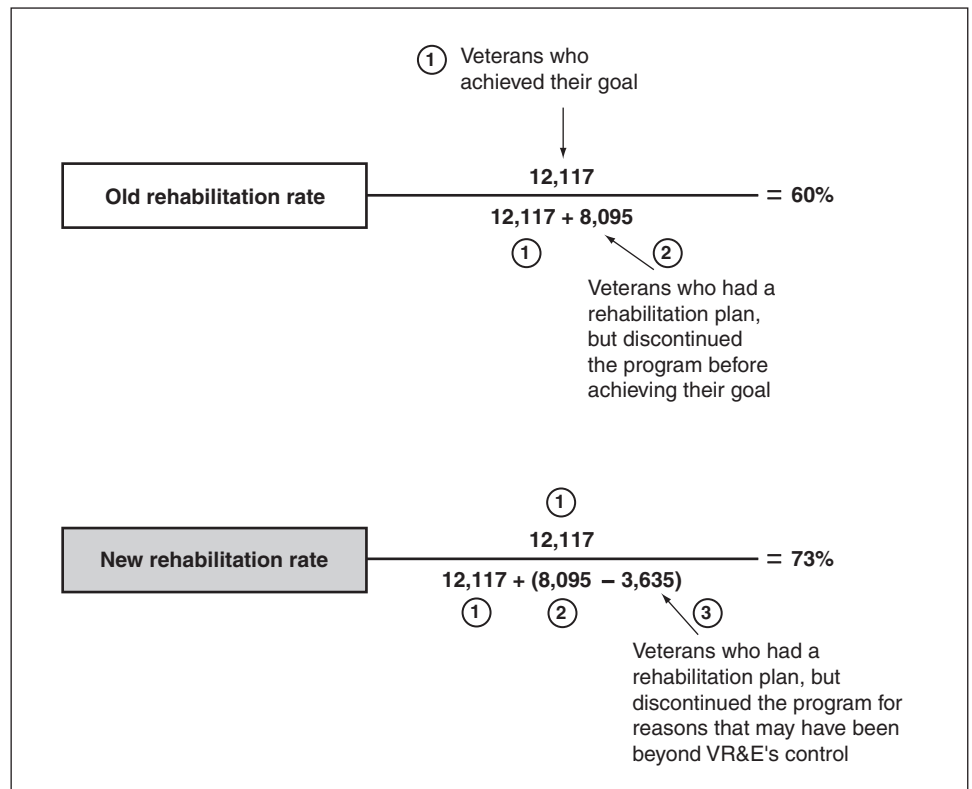 ① Veterans who
achieved their goal
Old rehabilitation rate
12,117
12,117 + 8,095
= 60%
① ②
Veterans who had a
rehabilitation plan,
but discontinued
the program before
achieving their goal
①
New rehabilitation rate
12,117
12,117 + (8,095 – 3,635)
= 73%
① ② ③
Veterans who had a
rehabilitation plan, but
discontinued the program for
reasons that may have been
beyond VR&E's control